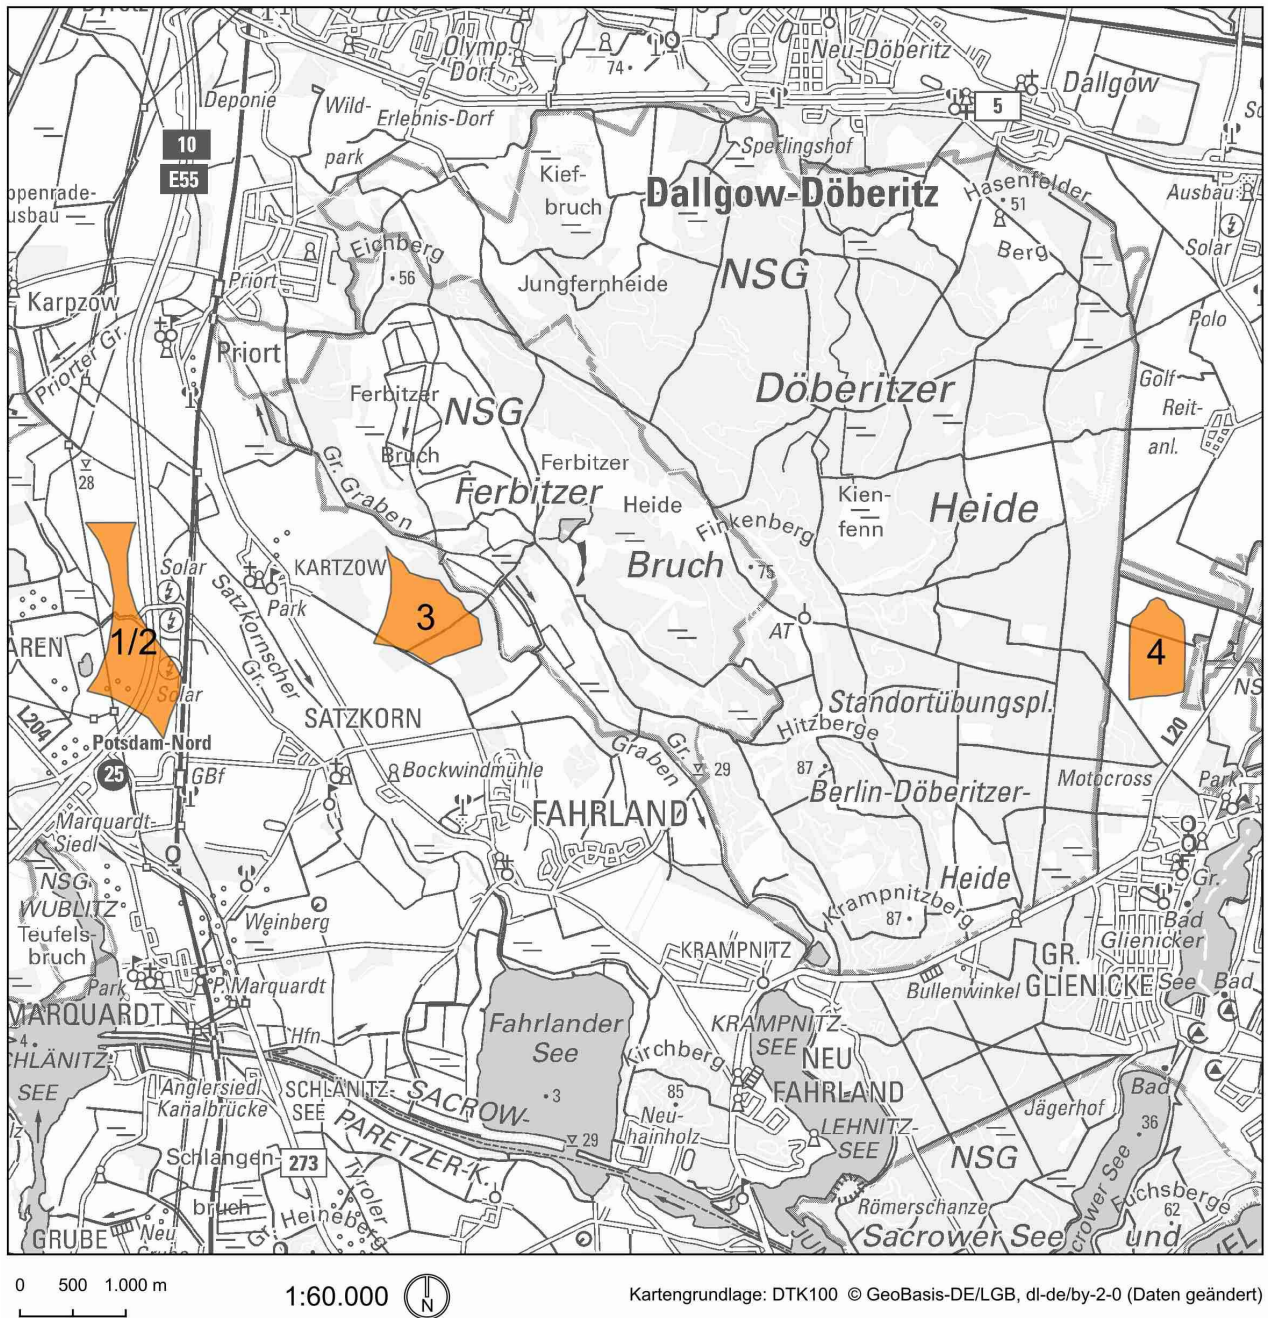 Dyrotz
Olymp.
Dorf
74
Neu-Döberitz
Dallgow
Deponie
Wild-
park
Erlebnis-Dorf
5
10
E55
Sperlingshof
Kief-
bruch
Dallgow-Döberitz
Hasenfelder
51
Berg
Ausbau
Solar
Eichberg
56
Jungfernheide
NSG
Priort
Karpzow
Priorter Gr.
Priort
Polo
Döberitzer
Golf
Reit-
anl.
Ferbitzer
Bruch
NSG
28
Gr. Graben
Ferbitzer
Ferbitzer
Heide
Kien-
fenn
Heide
Finkenberg
Bruch
75
KARTZOW
Solar
Park
Satzkornscher
Gr.
3
AT
1/2
4
Solar
SATZKORN
Standortübungspl.
Hitzberge
L204
L20
Potsdam-Nord
25
GBf
Bockwindmühle
Gr.
Graben
29
87
Berlin-Döberitzer-
Motocross
Park
FAHRLAND
Marquardt-
Siedl
NSG
WUBLITZ
Teufels-
bruch
Weinberg
Heide
Krampnitzberg
87
Gr.
Bad
Glienicker
See
Bad
KRAMPNITZ
GR.
GLIENICKE
Bullenwinkel
Park
P.Marquardt
MARQUARDT
Hfn
Fahrlander
See
3
KRAMPNITZ-
SEE
NEU
FAHRLAND
Kirchberg
85
Neu-
hainholz
LEHNITZ-
SEE
SEE
Anglersiedl
Kanalbrücke
SCHLÄNITZ-
SEE
SACROW-
PARETZER-K.
29
Jägerhof
Bad
36
NSG
Schlangen-
bruch
273
Tyroler
Heineberg
Gr.
GRUBE
Neu
Römerschanze
Sacrower See
und
Fuchsberge
62
0 500 1.000 m
1:60.000
N
Kartengrundlage: DTK100 © GeoBasis-DE/LGB, dl-de/by-2-0 (Daten geändert)